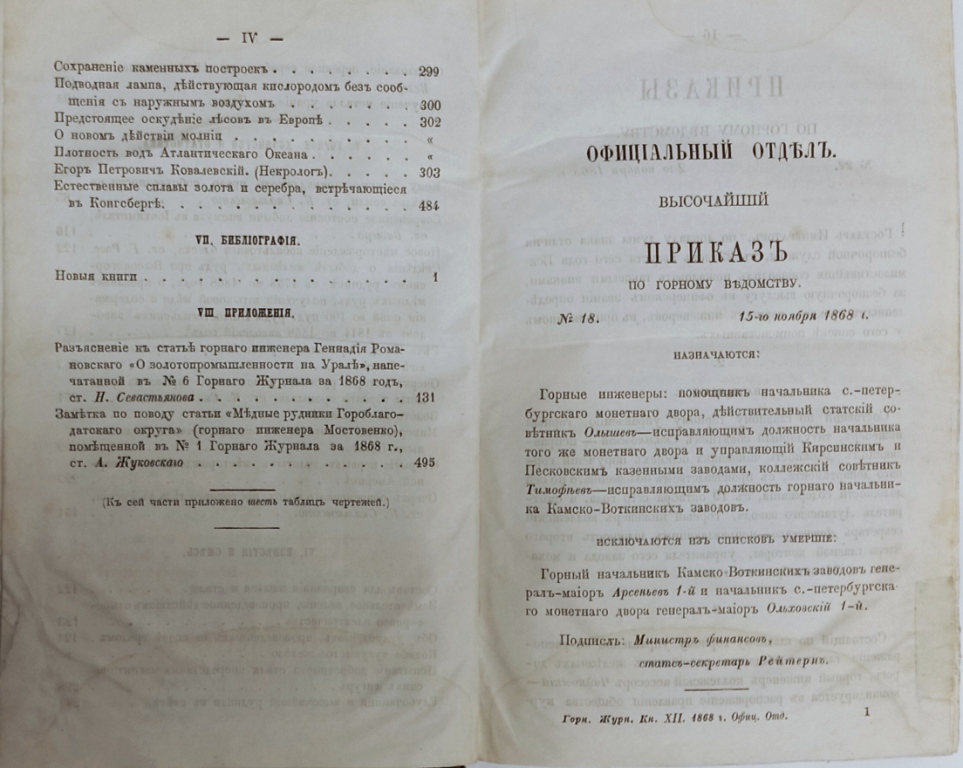 — IV —
Сохраненіе каменныхъ построекъ . . . . . . . 299
Подводная лампа, дѣйствующая кислородомъ безъ сооб-
щенія съ наружнымъ воздухомъ . . . . . . . 300
Предстоящее оскудѣніе лѣсовъ въ Европѣ . . . . . 302
О новомъ дѣйствіи молніи . . . . . . . . . «
Плотность водъ Атлантическаго Океана . . . . . . «
Егоръ Петровичъ Ковалевскій. (Некрологъ). . . . . 303
Естественные сплавы золота и серебра, встрѣчающіеся
въ Конгсбергѣ. . . . . . . . . . . . 484
VII. БИБЛІОГРАФІЯ.
Новыя книги . . . . . . . . . . . . . 1
VIII ПРИЛОЖЕНІЯ.
Разъясненіе къ статьѣ горнаго инженера Геннадія Рома-
новскаго «О золотопромышленности на Уралѣ», напе-
чатанной въ № 6 Горнаго Журнала за 1868 годъ,
ст. Н. Севастьянова . . . . . . . . . . 131
Замѣтка по поводу статьи «Мѣдные рудники Гороблаго-
датскаго округа» (горнаго инженера Мостовенко),
помѣщенной въ № 1 Горнаго Журнала за 1868 г.,
ст. А. Жуковскаго . . . . . . . . . . 495
(Къ сей части приложено шесть таблицъ чертежей.)
ОФИЦІАЛЬНЫЙ ОТДѢЛЪ.
ВЫСОЧАЙШІЙ
ПРИКАЗЪ
ПО ГОРНОМУ ВѢДОМСТВУ.
№ 18. 15-го ноября 1868 г.
НАЗНАЧАЮТСЯ:
Горные инженеры: помощникъ начальника с.-петер-
бургскаго монетнаго двора, дѣйствительный статскій со-
вѣтникъ Олышевъ—исправляющимъ должность начальника
того же монетнаго двора и управляющій Кирсинскимъ и
Песковскимъ казенными заводами, коллежскій совѣтникъ
Тимофѣевъ—исправляющимъ должность горнаго начальни-
ка Камско-Воткинскихъ заводовъ.
ИСКЛЮЧАЮТСЯ ИЗЪ СПИСКОВЪ УМЕРШІЕ:
Горный начальникъ Камско-Воткинскихъ заводовъ гене-
ралъ-маіоръ Арсеньевъ 1-й и начальникъ с.-петербургска-
го монетнаго двора генералъ-маіоръ Ольховскій 1-й.
Подписалъ: Министръ финансовъ,
статсъ-секретарь Рейтернъ.
Горн. Журн. Кн. XII. 1868 г. Офиц. Отд. 1